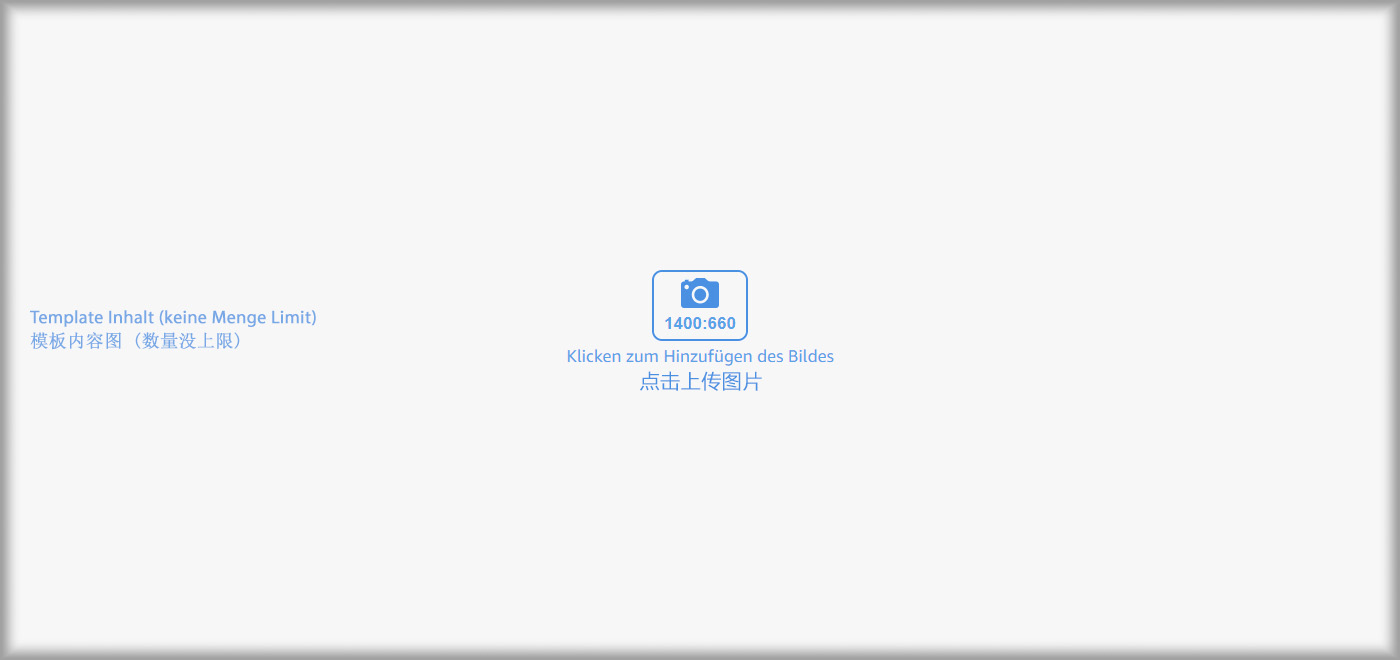 Template Inhalt (keine Menge Limit)
模板内容图（数量没上限）
1400:660
Klicken zum Hinzufügen des Bildes
点击上传图片